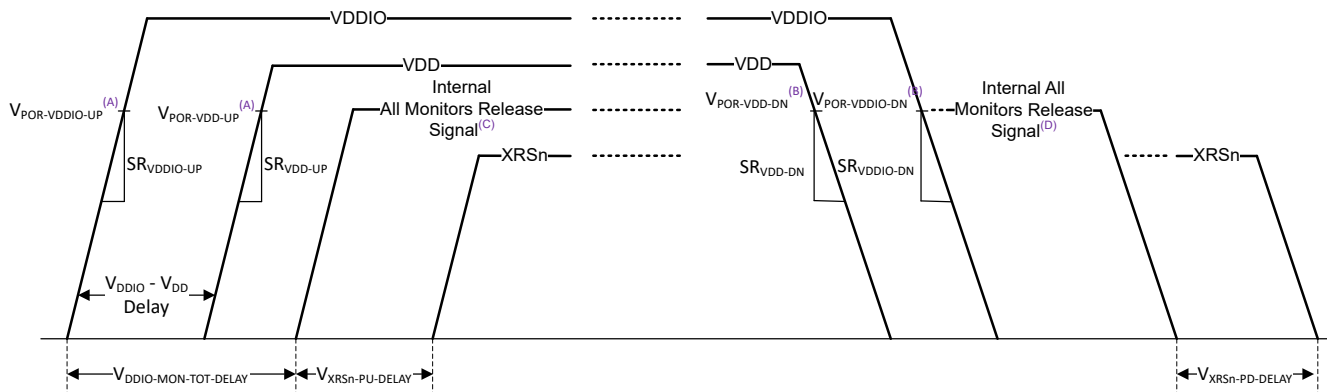 VDDIO
VDDIO
VDD
VDD
Internal
All Monitors Release
Signal(C)
Internal All
Monitors Release
Signal(D)
VPOR-VDDIO-UP(A)
VPOR-VDD-UP(A)
VPOR-VDD-DN(B)
VPOR-VDDIO-DN(B)
XRSn
XRSn
SRVDDIO-UP
SRVDD-UP
SRVDD-DN
SRVDDIO-DN
VDDIO - VDD
Delay
VDDIO-MON-TOT-DELAY
VXRSn-PU-DELAY
VXRSn-PD-DELAY